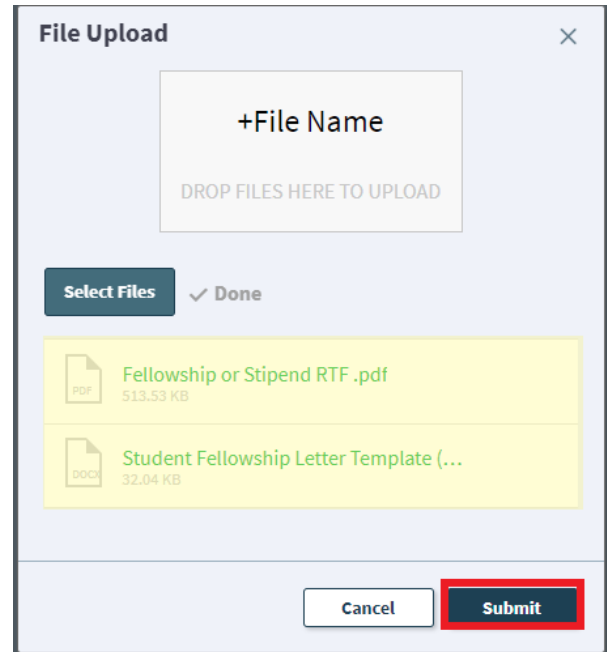 File Upload
+File Name
DROP FILES HERE TO UPLOAD
Select Files
Done
PDF
Fellowship or Stipend RTF .pdf
513.53 KB
DOCX
Student Fellowship Letter Template (...
32.04 KB
Cancel
Submit